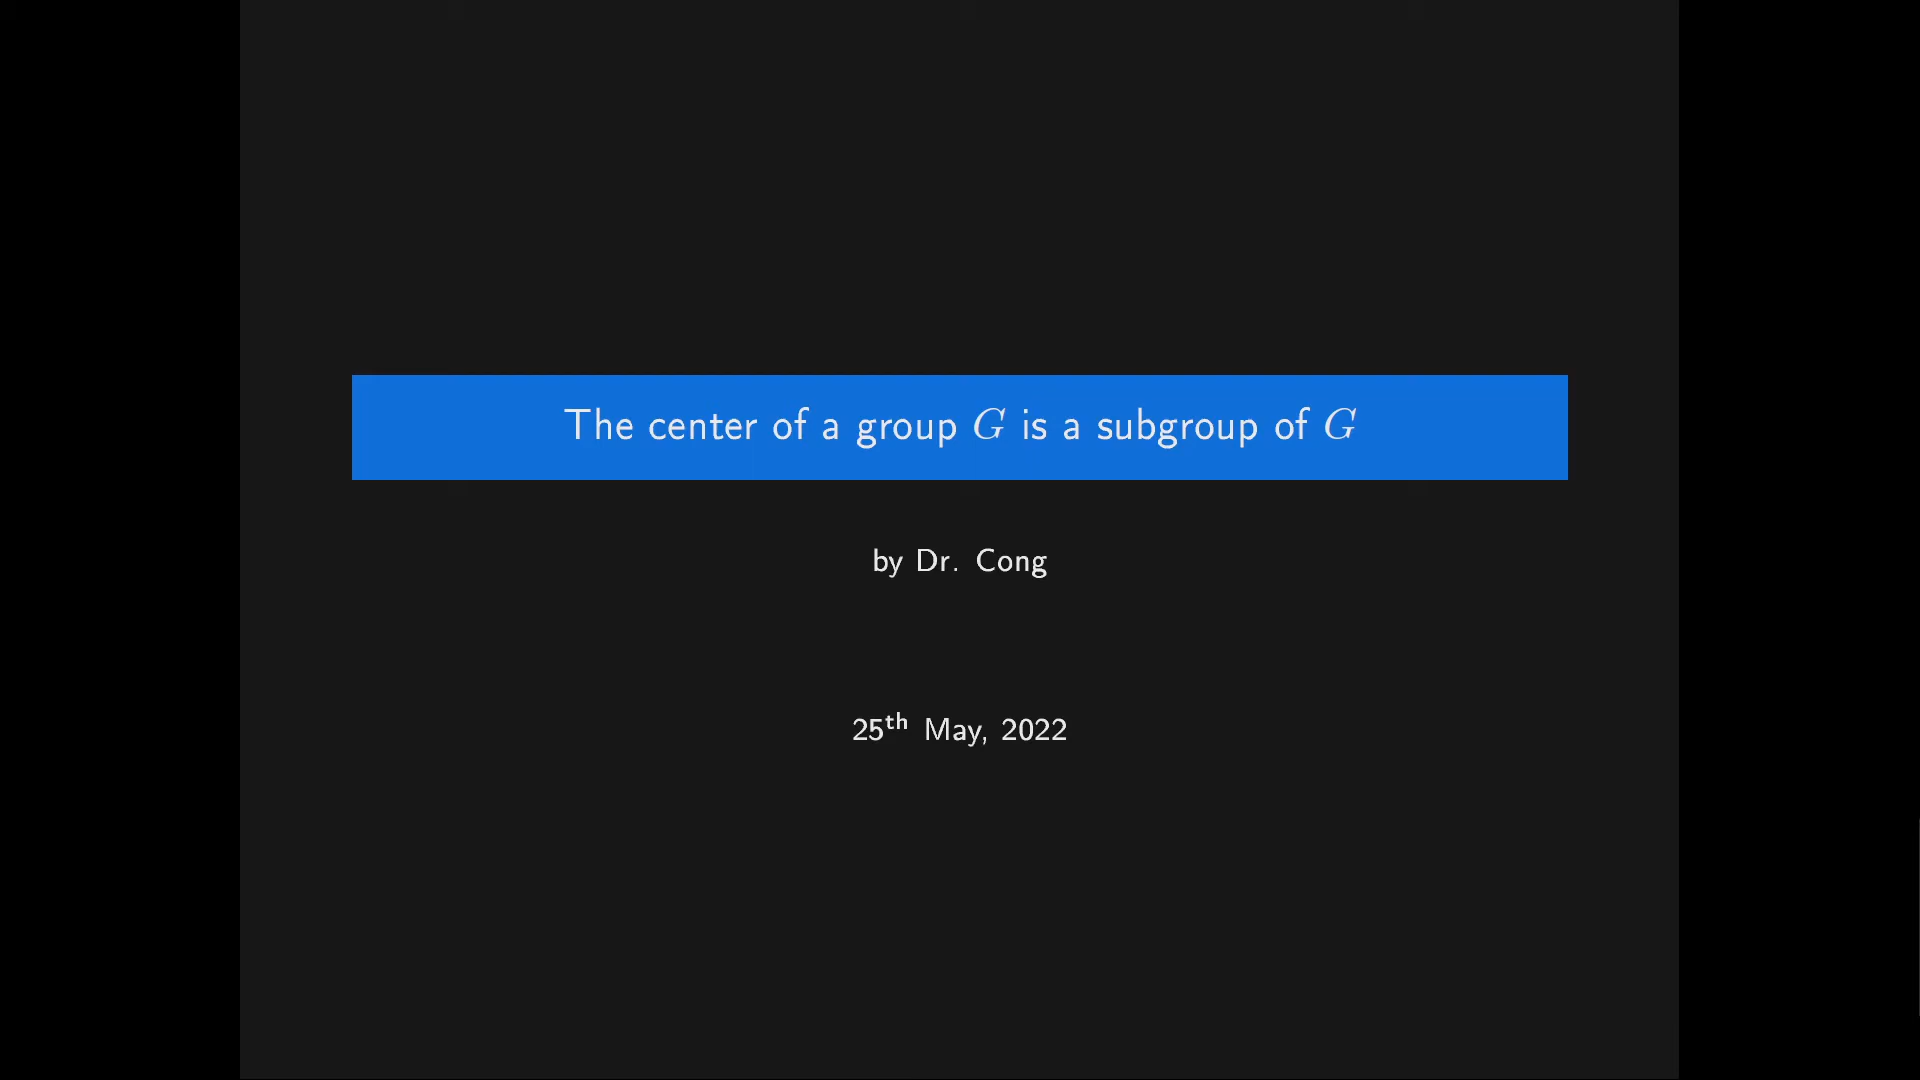 The center of a group G is a subgroup of G
by Dr. Cong
25th May, 2022